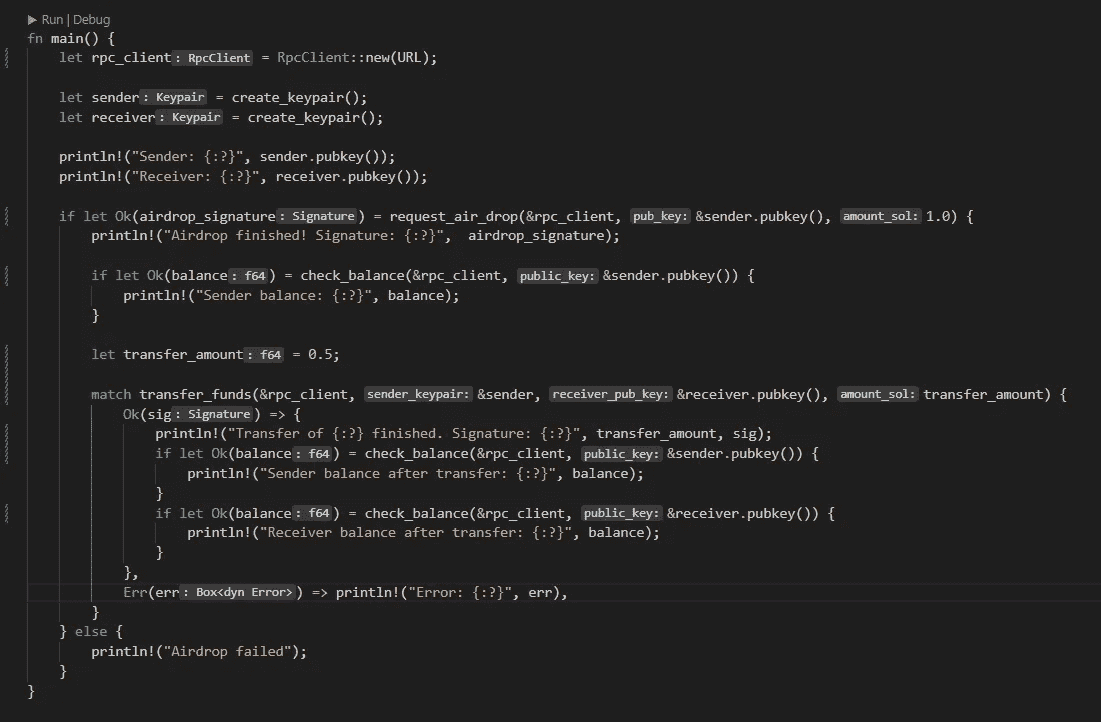 ▶ Run | Debug
fn main() {
    let rpc_client: RpcClient = RpcClient::new(URL);

    let sender: Keypair = create_keypair();
    let receiver: Keypair = create_keypair();

    println!("Sender: {:?}", sender.pubkey());
    println!("Receiver: {:?}", receiver.pubkey());

    if let Ok(airdrop_signature: Signature) = request_air_drop(&rpc_client, pub_key: &sender.pubkey(), amount_sol: 1.0) {
        println!("Airdrop finished! Signature: {:?}",  airdrop_signature);

        if let Ok(balance: f64) = check_balance(&rpc_client, public_key: &sender.pubkey()) {
            println!("Sender balance: {:?}", balance);
        }

        let transfer_amount: f64 = 0.5;

        match transfer_funds(&rpc_client, sender_keypair: &sender, receiver_pub_key: &receiver.pubkey(), amount_sol: transfer_amount) {
            Ok(sig: Signature) => {
                println!("Transfer of {:?} finished. Signature: {:?}", transfer_amount, sig);
                if let Ok(balance: f64) = check_balance(&rpc_client, public_key: &sender.pubkey()) {
                    println!("Sender balance after transfer: {:?}", balance);
                }
                if let Ok(balance: f64) = check_balance(&rpc_client, public_key: &receiver.pubkey()) {
                    println!("Receiver balance after transfer: {:?}", balance);
                }
            },
            Err(err: Box<dyn Error>) => println!("Error: {:?}", err),
        }
    } else {
        println!("Airdrop failed");
    }
}